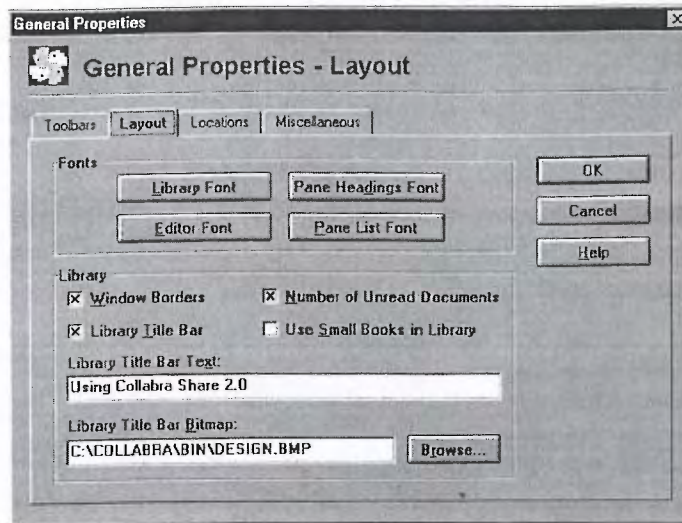 General Properties
General Properties - Layout
Toolbars Layout Locations Miscellaneous
Fonts
Library Font Pane Headings Font
Editor Font Pane List Font
OK
Cancel
Help
Library
Window Borders Number of Unread Documents
Library Title Bar Use Small Books in Library
Library Title Bar Text:
Using Collabra Share 2.0
Library Title Bar Bitmap:
C:\COLLABRA\BIN\DESIGN.BMP Browse...